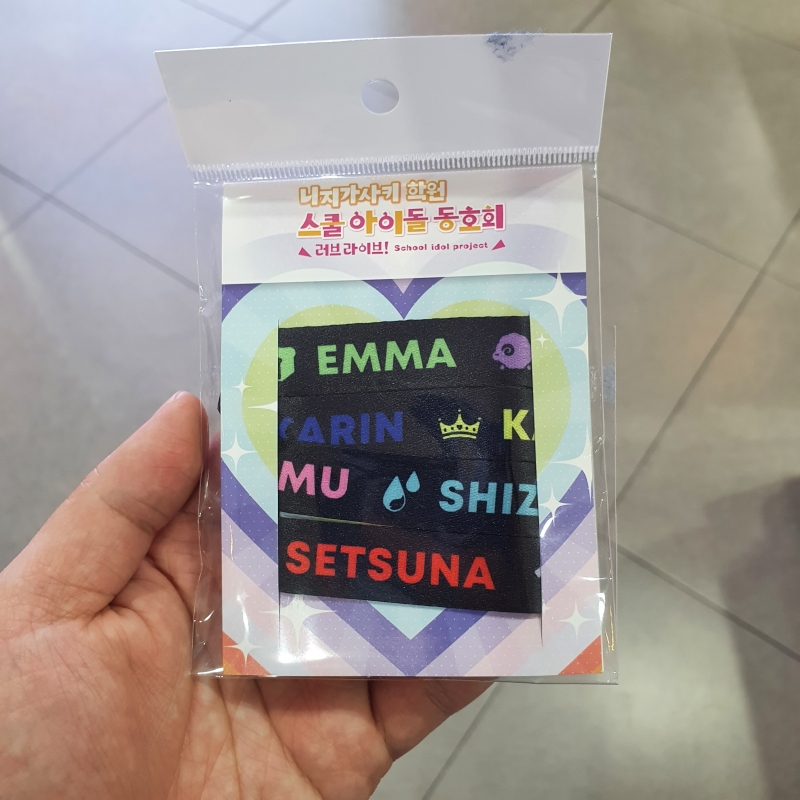 니지가사키 학원
스쿨 아이돌 동호회
러브라이브! School idol project
EMMA
KARIN KA
MU SHIZ
SETSUNA